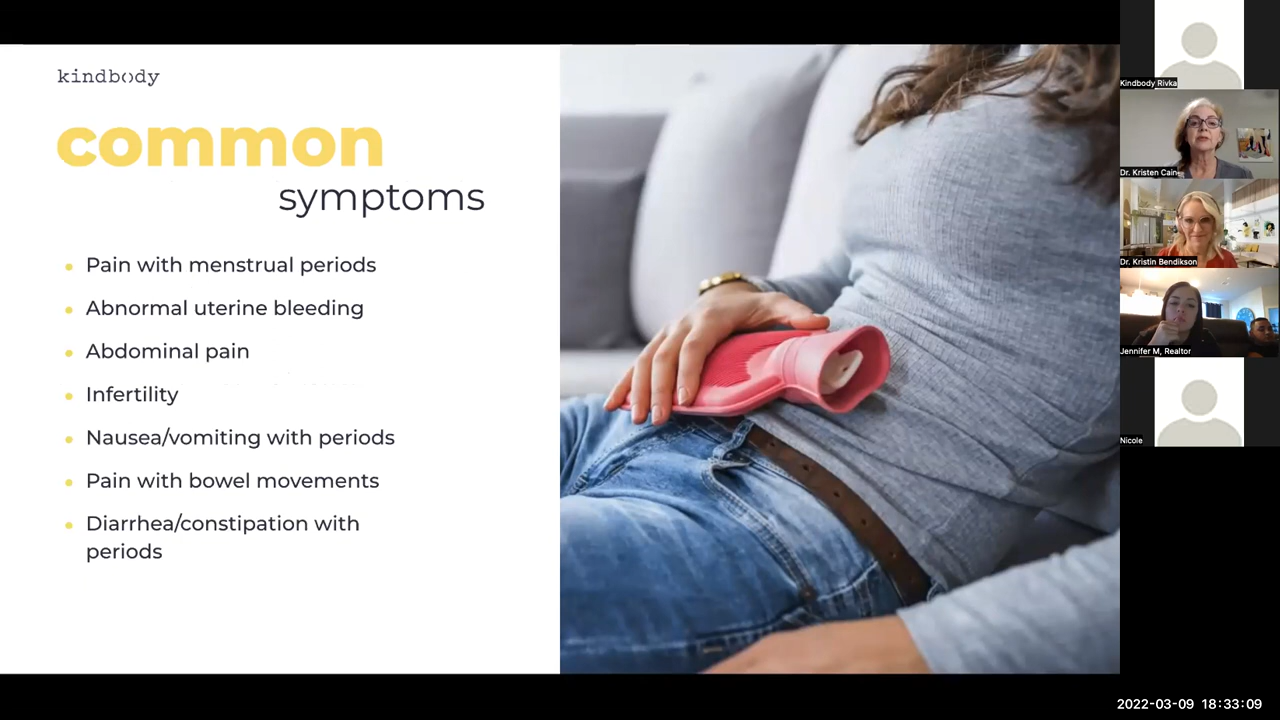 kindbody
common
symptoms
Pain with menstrual periods
Abnormal uterine bleeding
Abdominal pain
Infertility
Nausea/vomiting with periods
Pain with bowel movements
Diarrhea/constipation with
periods
Kindbody Rivka
Dr. Kristen Cain
Dr. Kristin Bendikson
Jennifer M, Realtor
Nicole
2022-03-09 18:33:09